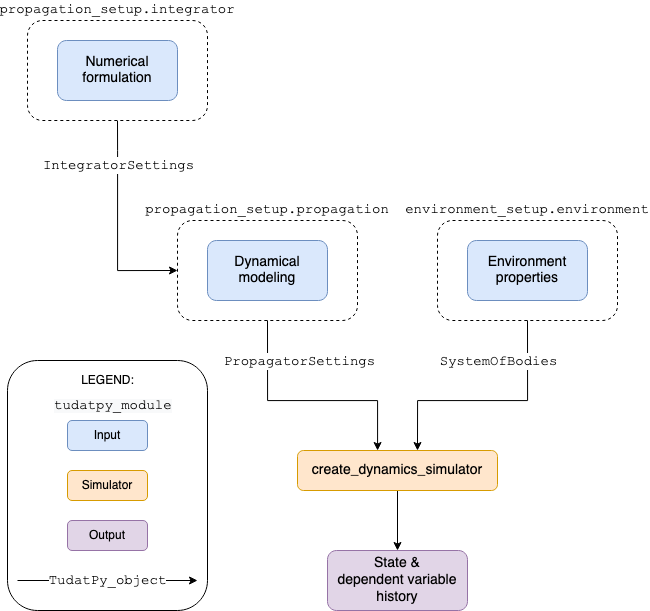 propagation_setup.integrator
Numerical
formulation
IntegratorSettings
propagation_setup.propagation
environment_setup.environment
Dynamical
modeling
Environment
properties
PropagatorSettings
SystemOfBodies
LEGEND:
tudatpy_module
Input
Simulator
Output
TudatPy_object
create_dynamics_simulator
State &
dependent variable
history